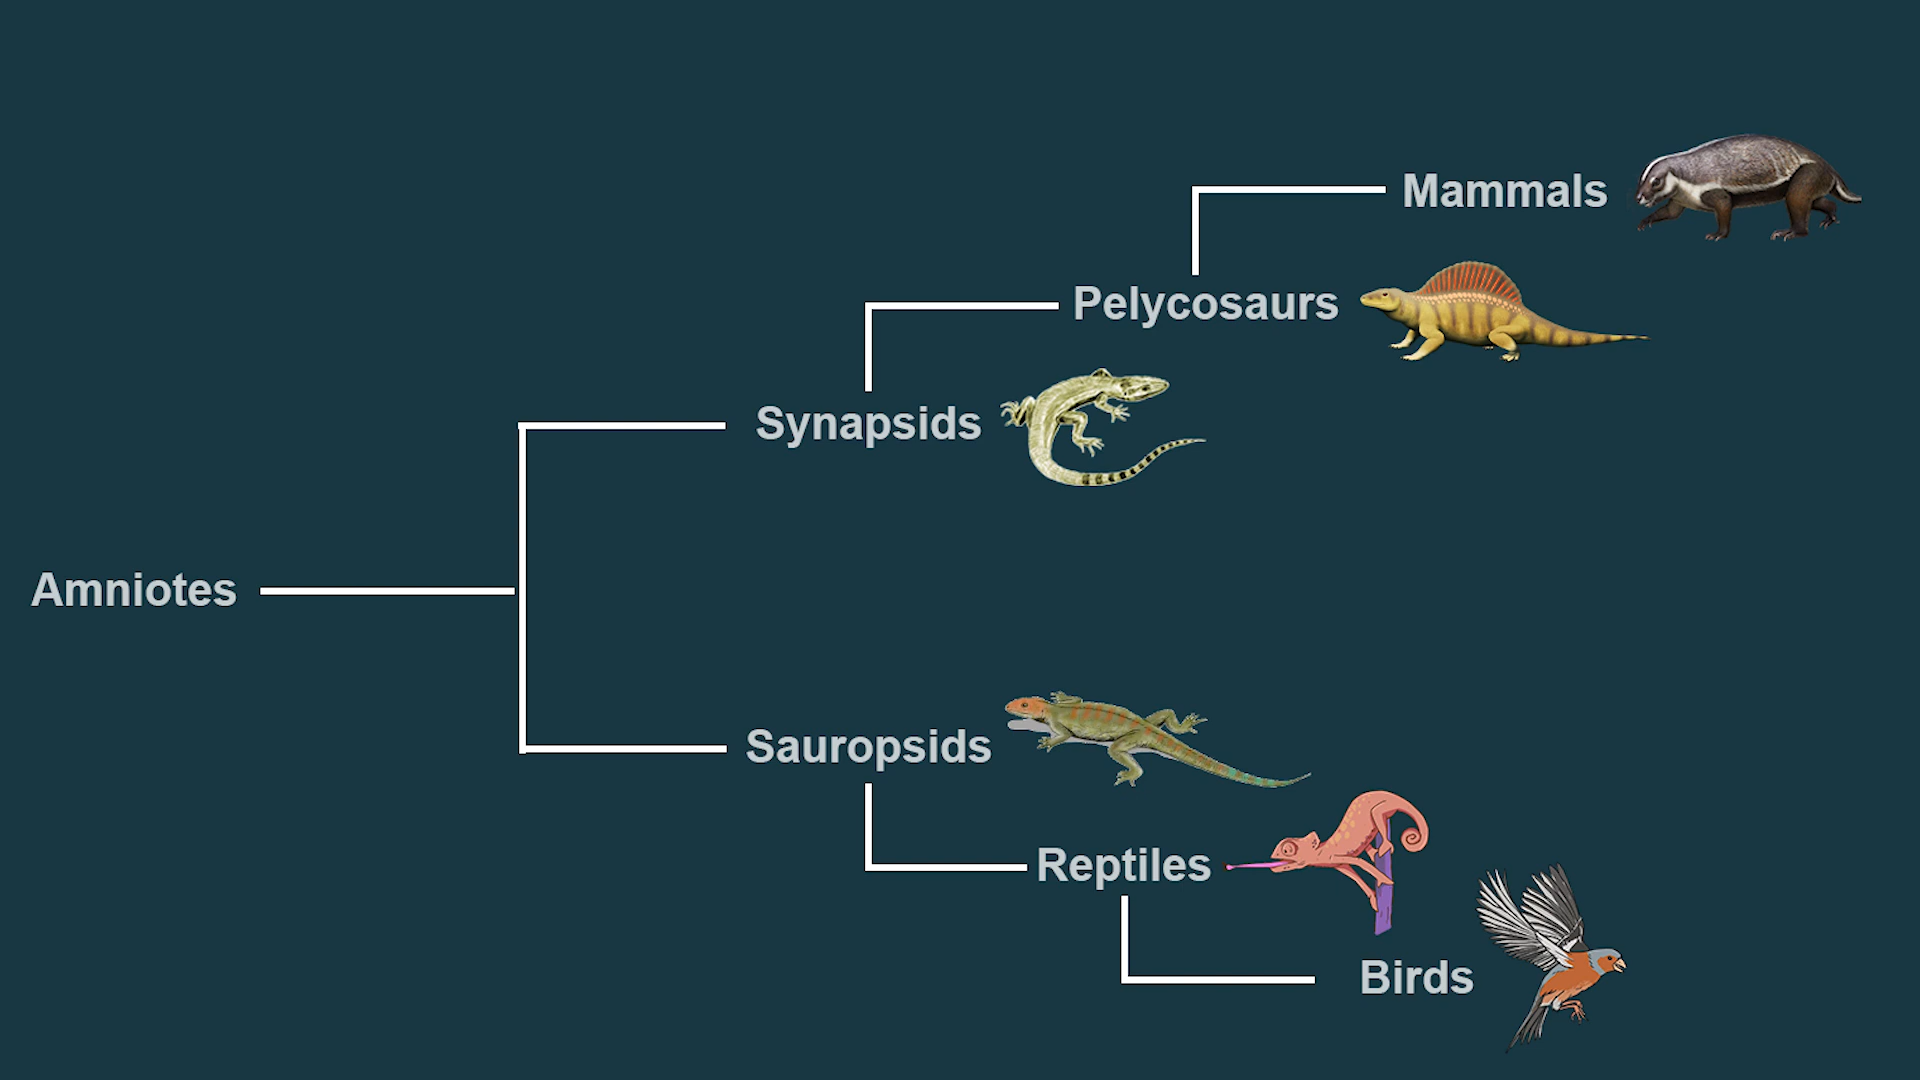 Mammals
Pelycosaurs
Synapsids
Amniotes
Sauropsids
Reptiles
Birds